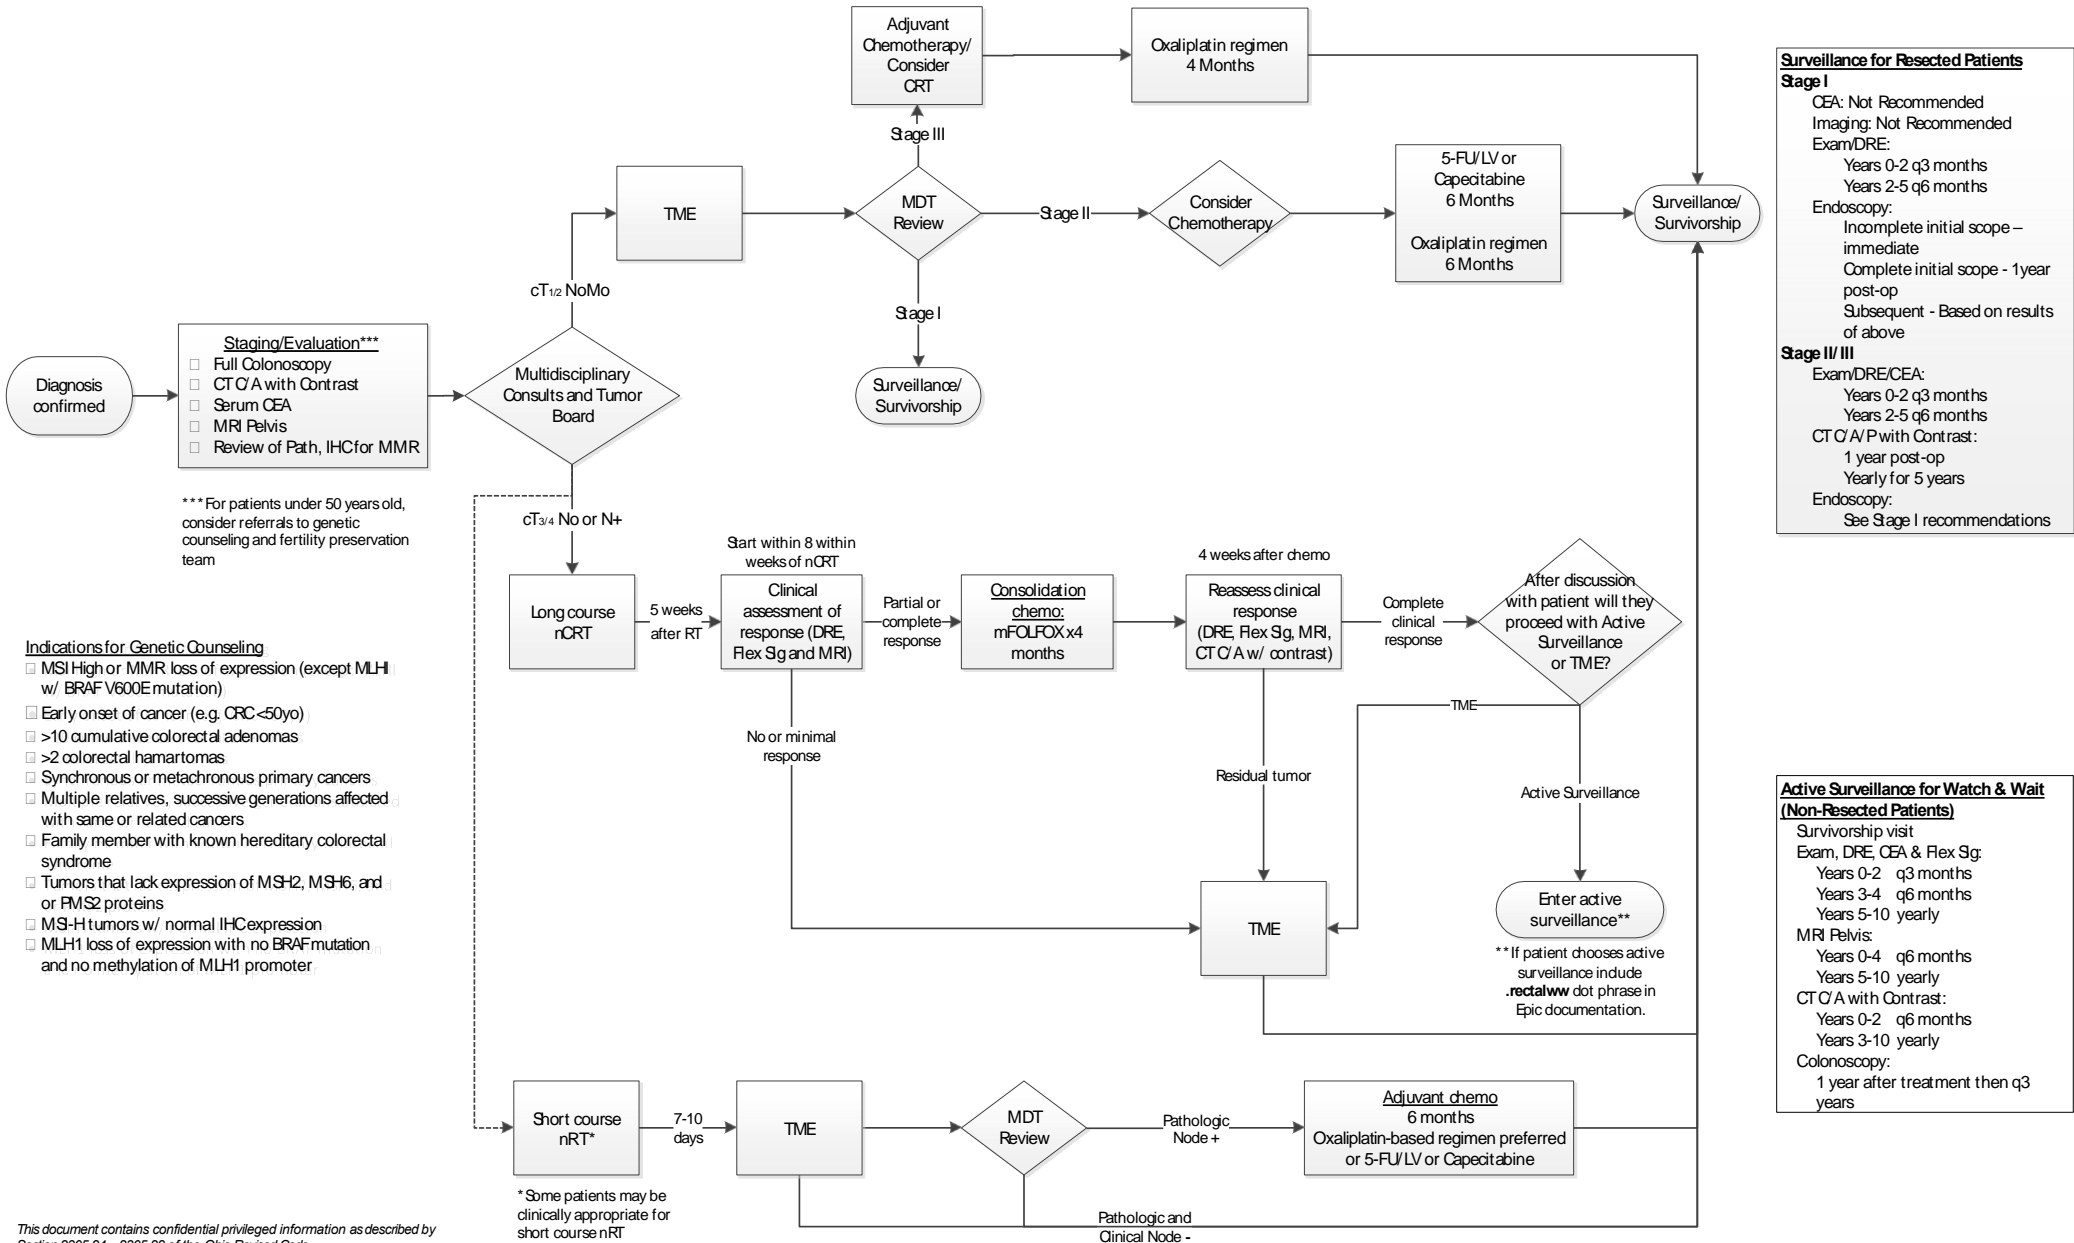 Adjuvant
Chemotherapy/
Consider
CRT
Oxaliplatin regimen
4 Months
Stage III
TME
MDT
Review
Stage II
Consider
Chemotherapy
5-FU/LV or
Capecitabine
6 Months
Oxaliplatin regimen
6 Months
Surveillance/
Survivorship
cT1/2 NoMo
Stage I
Surveillance/
Survivorship
Diagnosis
confirmed
Staging/Evaluation***
Full Colonoscopy
CT C/A with Contrast
Serum CEA
MRI Pelvis
Review of Path, IHC for MMR
Multidisciplinary
Consults and Tumor
Board
***For patients under 50 years old,
consider referrals to genetic
counseling and fertility preservation
team
cT3/4 No or N+
Long course
nCRT
5 weeks
after RT
Start within 8 within
weeks of nCRT
Clinical
assessment of
response (DRE,
Flex Sig and MRI)
Partial or
complete
response
Consolidation
chemo:
mFOLFOX x4
months
4 weeks after chemo
Reassess clinical
response
(DRE, Flex Sig, MRI,
CT C/A w/ contrast)
Complete
clinical
response
After discussion
with patient will they
proceed with Active
Surveillance
or TME?
No or minimal
response
Residual tumor
TME
Active Surveillance
TME
Enter active
surveillance**
**If patient chooses active
surveillance include
.rectalww dot phrase in
Epic documentation.
Indications for Genetic Counseling
MSI High or MMR loss of expression (except MLHI
w/ BRAF V600E mutation)
Early onset of cancer (e.g. CRC <50yo)
>10 cumulative colorectal adenomas
>2 colorectal hamartomas
Synchronous or metachronous primary cancers
Multiple relatives, successive generations affected
with same or related cancers
Family member with known hereditary colorectal
syndrome
Tumors that lack expression of MSH2, MSH6, and
or PMS2 proteins
MSI-H tumors w/ normal IHC expression
MLH1 loss of expression with no BRAF mutation
and no methylation of MLH1 promoter
Short course
nRT*
7-10
days
TME
MDT
Review
Pathologic
Node +
Adjuvant chemo
6 months
Oxaliplatin-based regimen preferred
or 5-FU/LV or Capecitabine
Pathologic and
Clinical Node -
*Some patients may be
clinically appropriate for
short course nRT
Surveillance for Resected Patients
Stage I
CEA: Not Recommended
Imaging: Not Recommended
Exam/DRE:
Years 0-2 q3 months
Years 2-5 q6 months
Endoscopy:
Incomplete initial scope –
immediate
Complete initial scope - 1year
post-op
Subsequent - Based on results
of above
Stage II/III
Exam/DRE/CEA:
Years 0-2 q3 months
Years 2-5 q6 months
CT C/A/P with Contrast:
1 year post-op
Yearly for 5 years
Endoscopy:
See Stage I recommendations
Active Surveillance for Watch & Wait
(Non-Resected Patients)
Survivorship visit
Exam, DRE, CEA & Flex Sig:
Years 0-2 q3 months
Years 3-4 q6 months
Years 5-10 yearly
MRI Pelvis:
Years 0-4 q6 months
Years 5-10 yearly
CT C/A with Contrast:
Years 0-2 q6 months
Years 3-10 yearly
Colonoscopy:
1 year after treatment then q3
years
This document contains confidential privileged information as described by